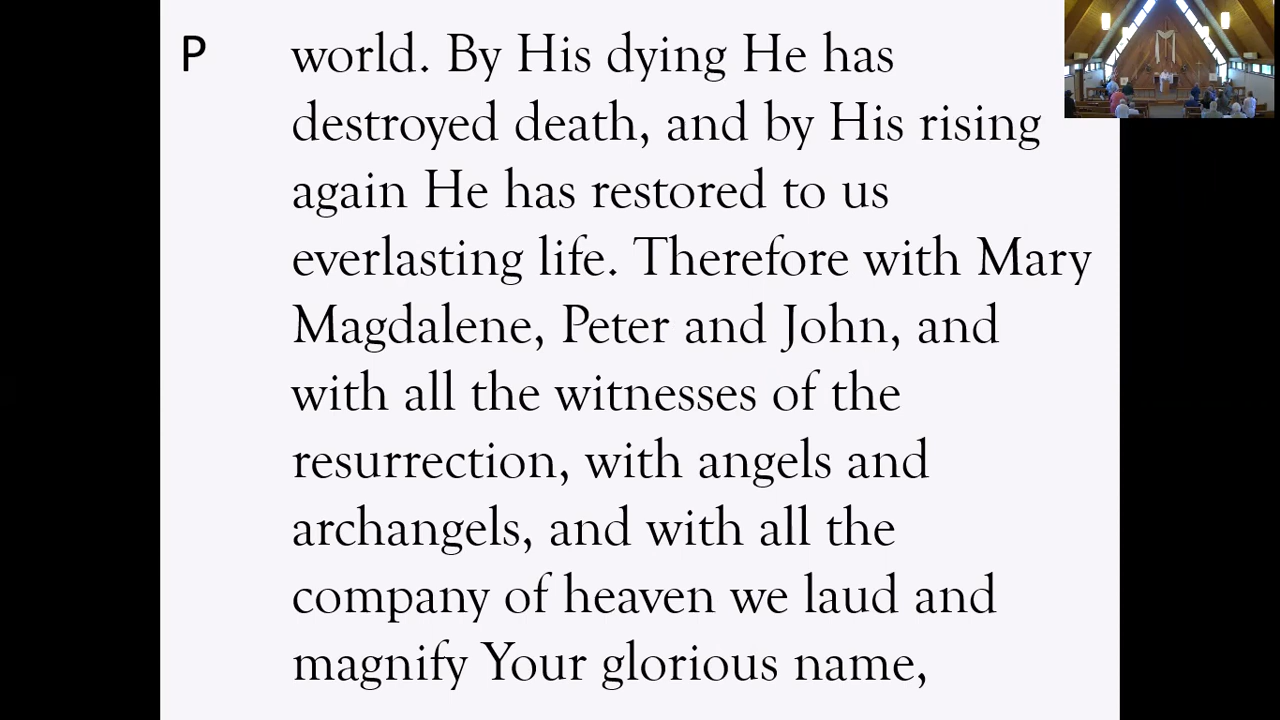 P world. By His dying He has
destroyed death, and by His rising
again He has restored to us
everlasting life. Therefore with Mary
Magdalene, Peter and John, and
with all the witnesses of the
resurrection, with angels and
archangels, and with all the
company of heaven we laud and
magnify Your glorious name,